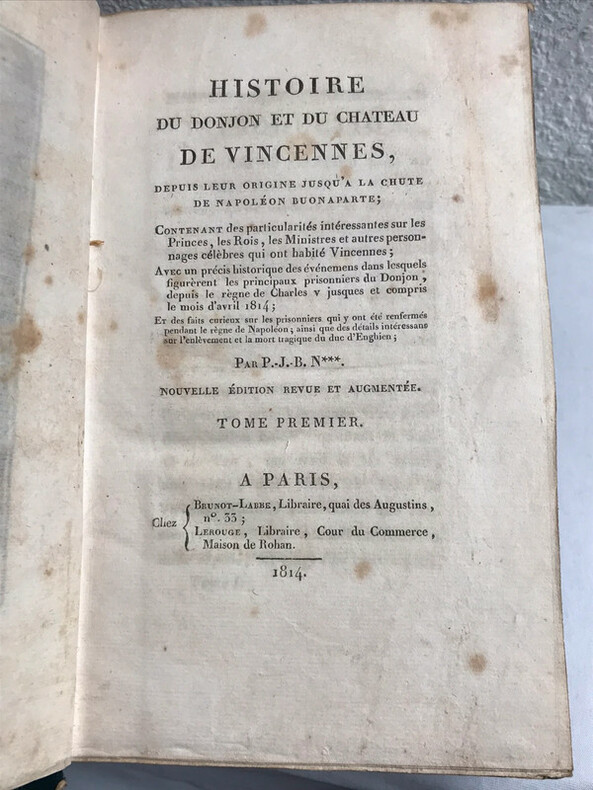 HISTOIRE
DU DONJON ET DU CHATEAU
DE VINCENNES,
DEPUIS LEUR ORIGINE JUSQU'A LA CHUTE
DE NAPOLÉON BUONAPARTE;
CONTENANT des particularités intéressantes sur les
Princes, les Rois, les Ministres et autres person-
nages célèbres qui ont habité Vincennes;
AVEC un précis historique des événemens dans lesquels
figurèrent les principaux prisonniers du Donjon,
depuis le règne de Charles V jusques et compris
le mois d'avril 1814;
ET des faits curieux sur les prisonniers qui y ont été renfermés
pendant le règne de Napoléon; ainsi que des détails intéressans
sur l'enlèvement et la mort tragique du duc d'Enghien;
PAR P.-J.-B. N***.
NOUVELLE ÉDITION REVUE ET AUGMENTÉE.
TOME PREMIER.
A PARIS,
Chez
BRUNOT-LABBE, Libraire, quai des Augustins,
nº. 33;
LEROUGE, Libraire, Cour du Commerce,
Maison de Rohan.
1814.